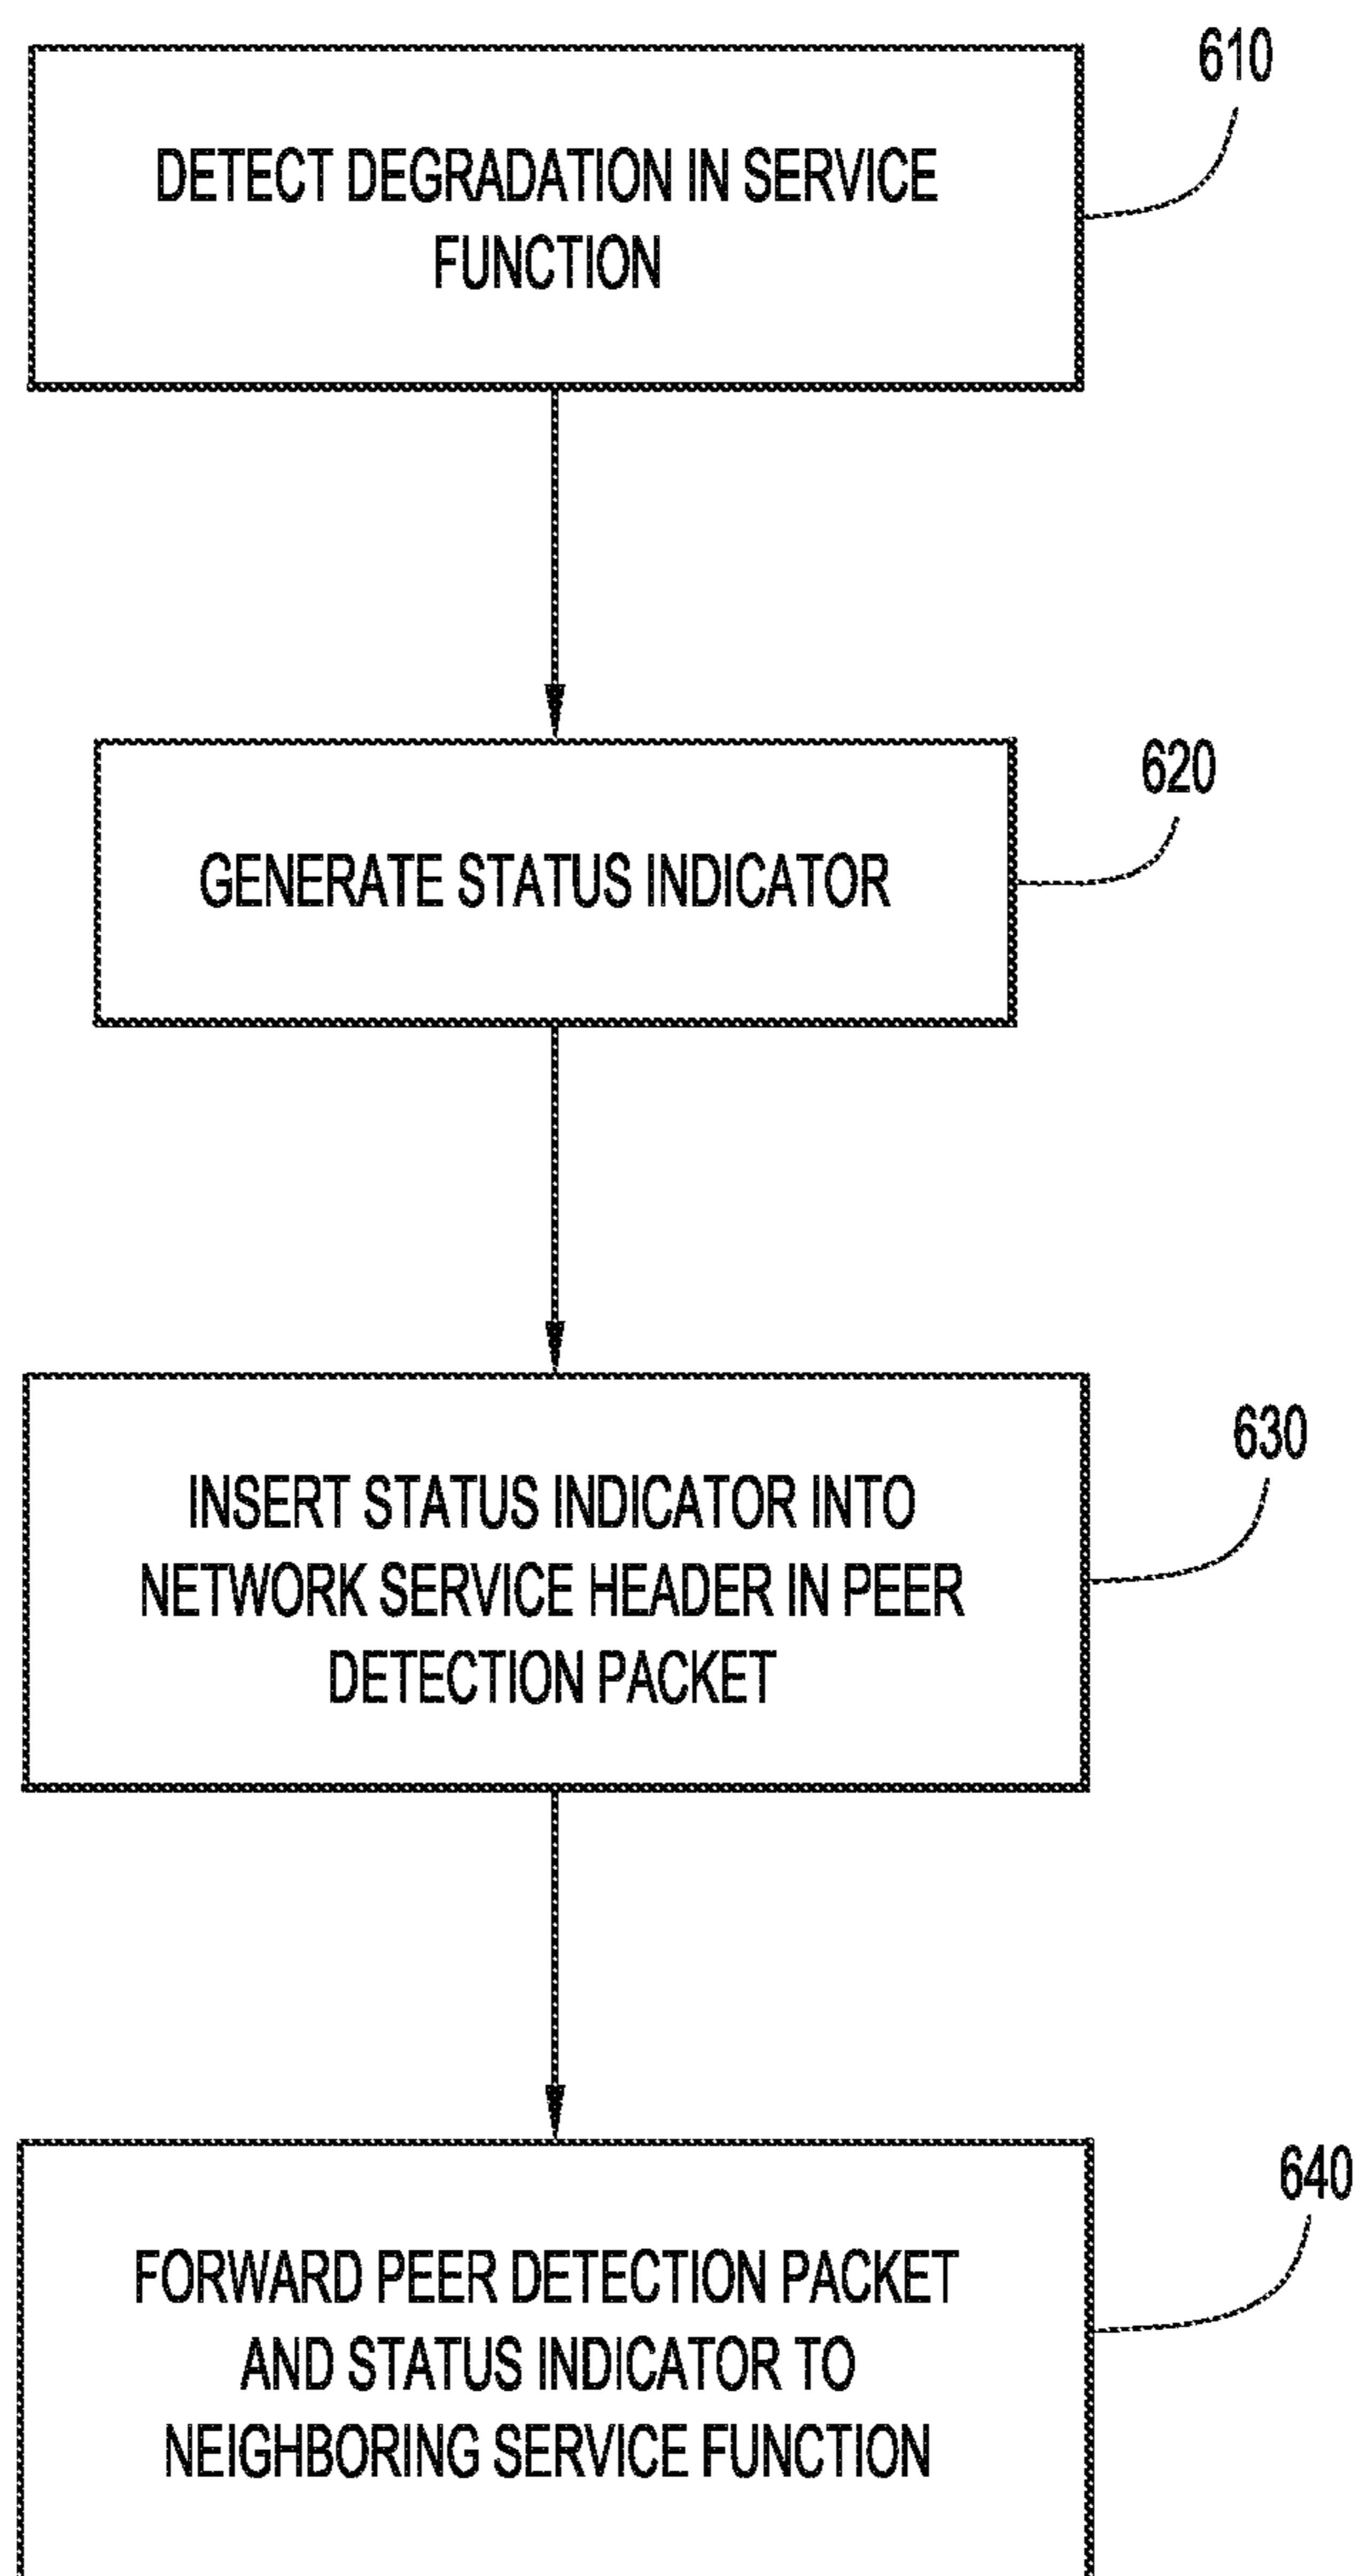 610
DETECT DEGRADATION IN SERVICE
FUNCTION
620
GENERATE STATUS INDICATOR
630
INSERT STATUS INDICATOR INTO
NETWORK SERVICE HEADER IN PEER
DETECTION PACKET
640
FORWARD PEER DETECTION PACKET
AND STATUS INDICATOR TO
NEIGHBORING SERVICE FUNCTION